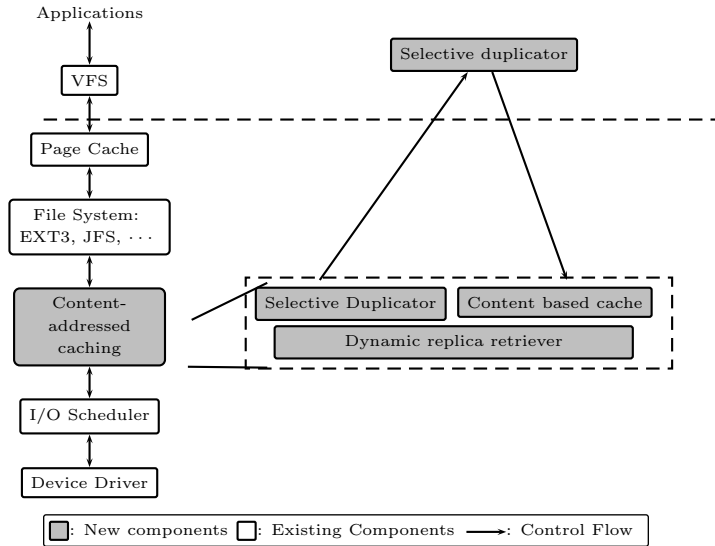 Applications
Selective duplicator
VFS
Page Cache
File System:
EXT3, JFS, ···
Content-
addressed
caching
Selective Duplicator
Content based cache
Dynamic replica retriever
I/O Scheduler
Device Driver
: New components : Existing Components : Control Flow